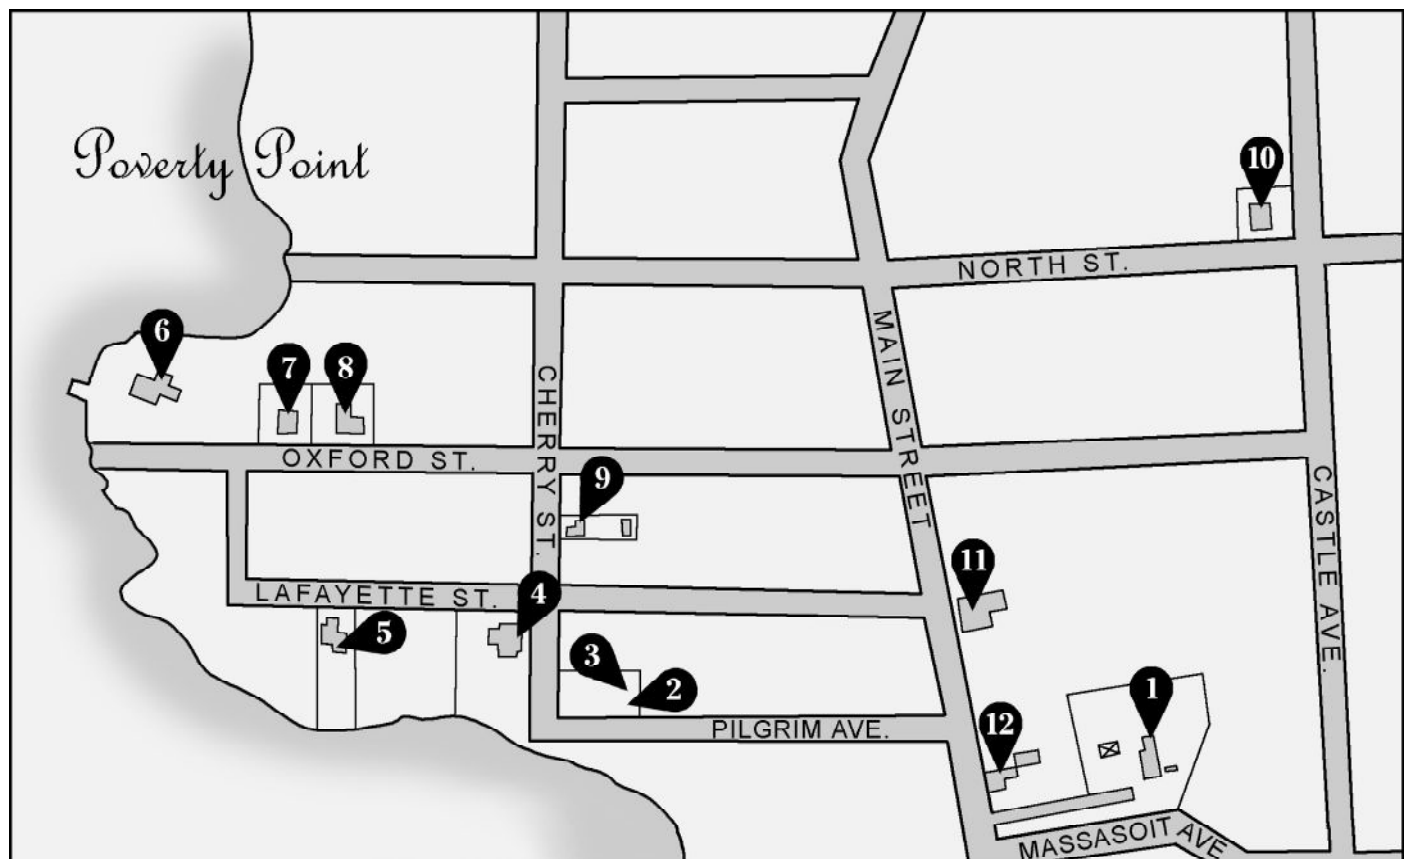 Poverty Point
10
NORTH ST.
6
7
8
MAIN STREET
CHERRY ST.
OXFORD ST.
9
CASTLE AVE.
11
LAFAYETTE ST.
4
5
3
2
1
12
PILGRIM AVE.
MASSASOIT AVE